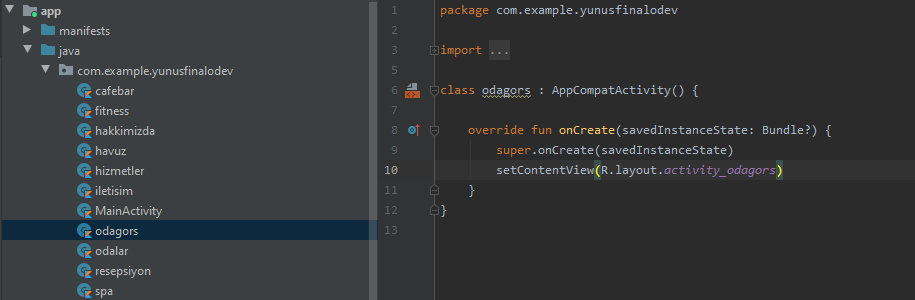 app
manifests
java
com.example.yunusfinalodev
cafebar
fitness
hakkimizda
havuz
hizmetler
iletisim
MainActivity
odagors
odalar
resepsiyon
spa
1 package com.example.yunusfinalodev
2
3 import ...
5
6 class odagors : AppCompatActivity() {
7
8 override fun onCreate(savedInstanceState: Bundle?) {
9 super.onCreate(savedInstanceState)
10 setContentView(R.layout.activity_odagors)
11 }
12 }
13